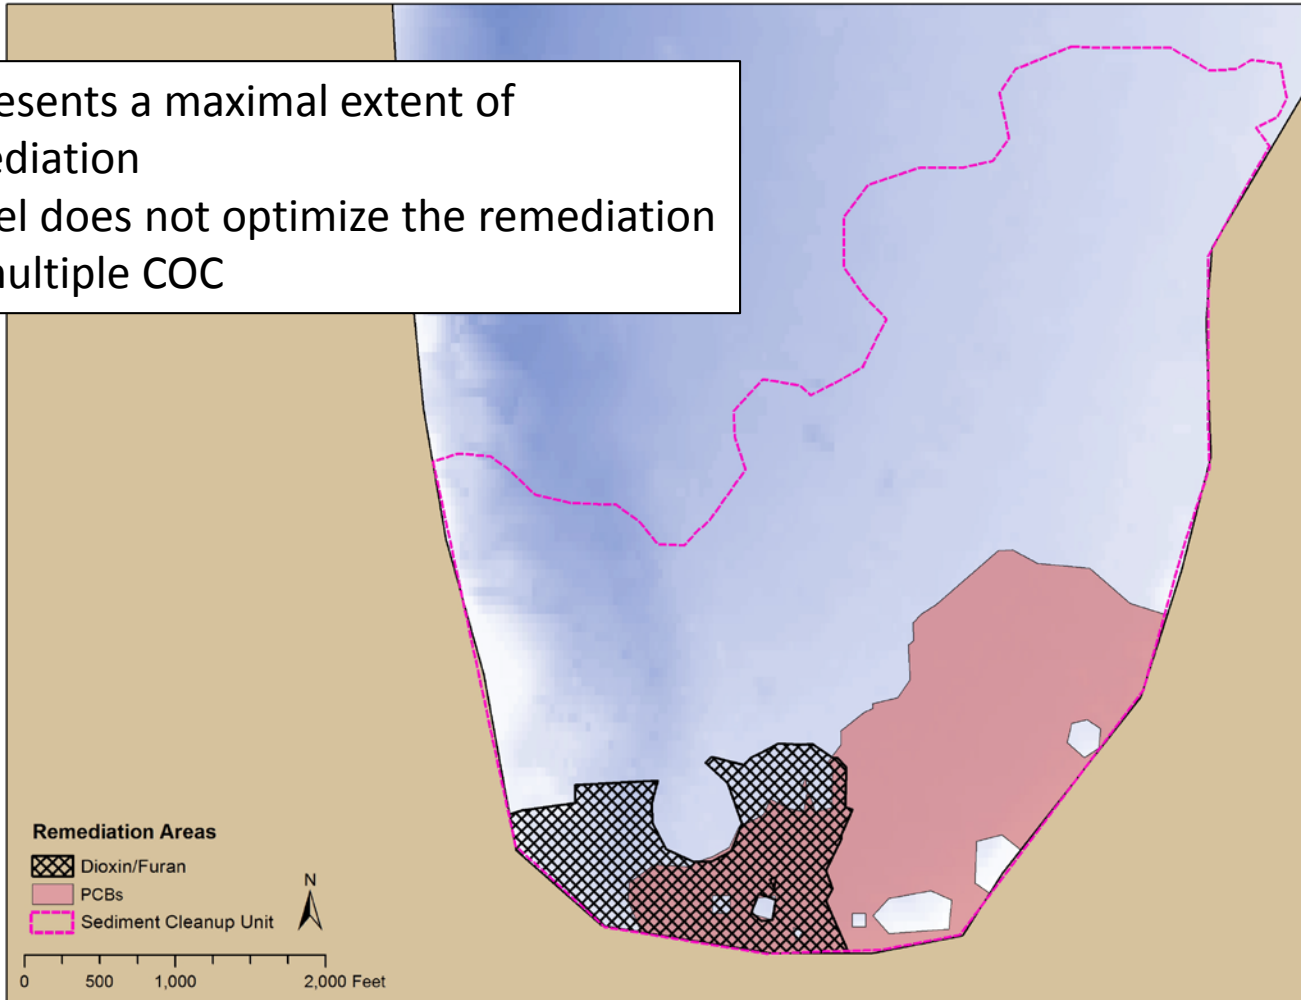 esents a maximal extent of
ediation
el does not optimize the remediation
nultiple COC
Remediation Areas
Dioxin/Furan
PCBs
Sediment Cleanup Unit
N
0 500 1,000 2,000 Feet